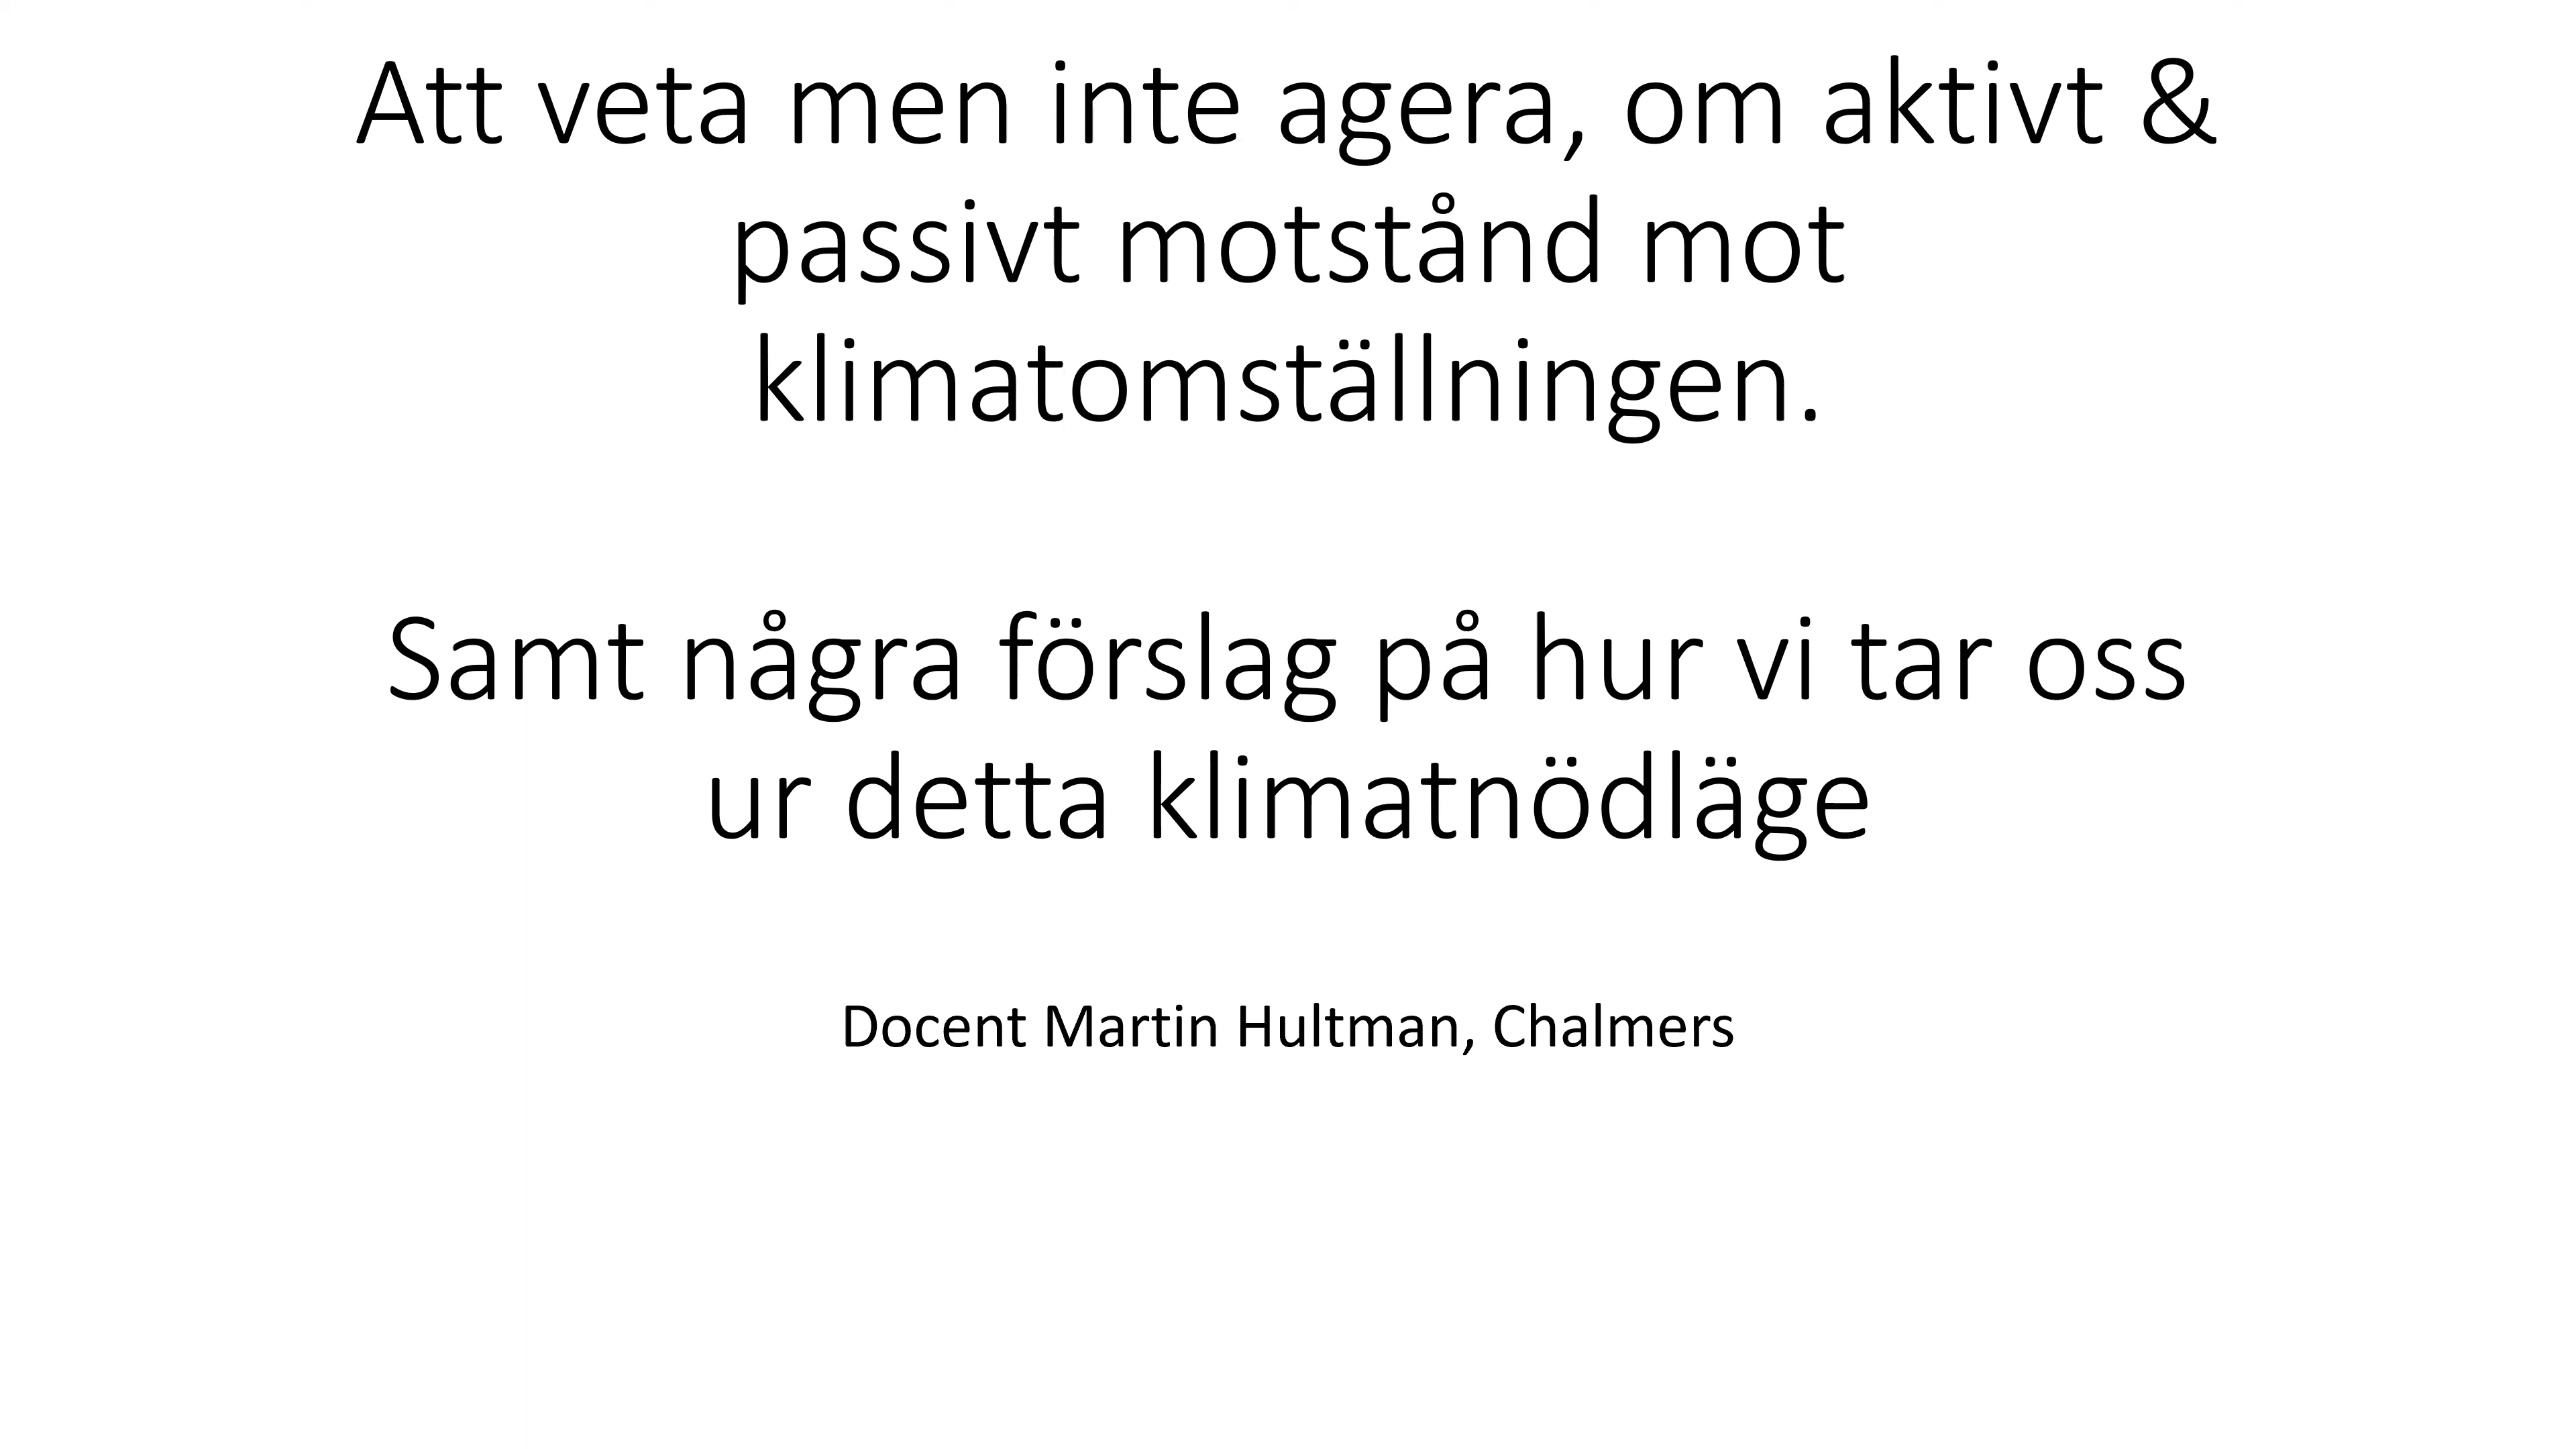 Att veta men inte agera, om aktivt &
passivt motstånd mot
klimatomställningen.
Samt några förslag på hur vi tar oss
ur detta klimatnödläge
Docent Martin Hultman, Chalmers